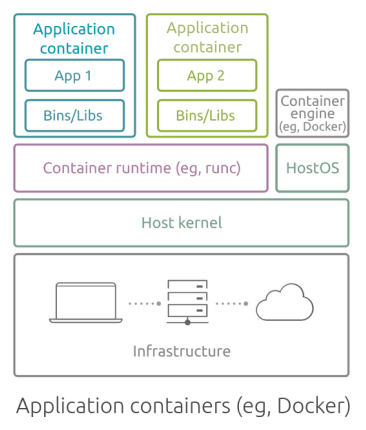 Application
container
App 1
Bins/Libs
Application
container
App 2
Bins/Libs
Container
engine
(eg, Docker)
Container runtime (eg, runc)
HostOS
Host kernel
Infrastructure
Application containers (eg, Docker)